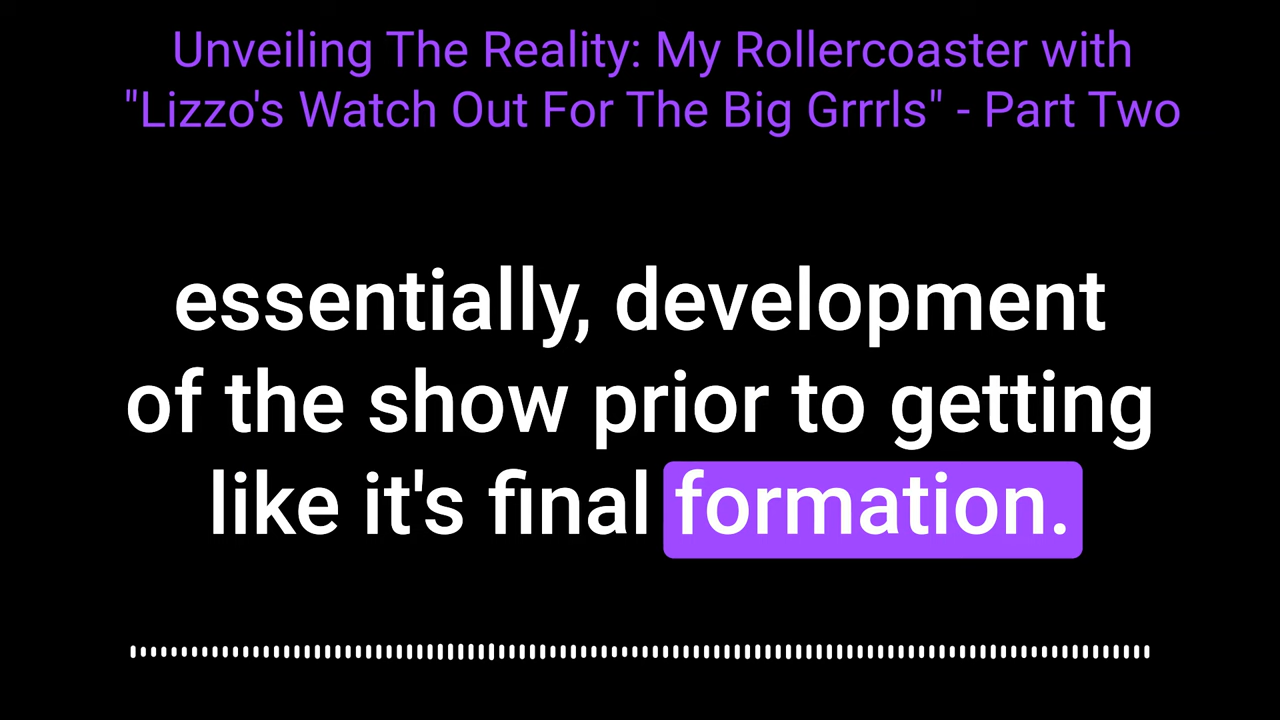 Unveiling The Reality: My Rollercoaster with
"Lizzo's Watch Out For The Big Grrrls" - Part Two
essentially, development
of the show prior to getting
like it's final formation.